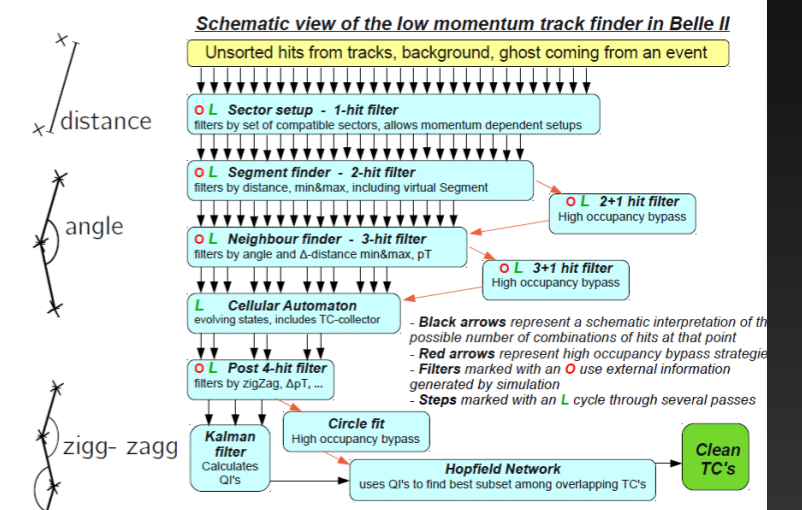 Schematic view of the low momentum track finder in Belle II
Unsorted hits from tracks, background, ghost coming from an event
distance
O L Sector setup - 1-hit filter
filters by set of compatible sectors, allows momentum dependent setups
O L Segment finder - 2-hit filter
filters by distance, min&max, including virtual Segment
O L 2+1 hit filter
High occupancy bypass
angle
O L Neighbour finder - 3-hit filter
filters by angle and Δ-distance min&max, pT
O L 3+1 hit filter
High occupancy bypass
L Cellular Automaton
evolving states, includes TC-collector
- Black arrows represent a schematic interpretation of
possible number of combinations of hits at that point
- Red arrows represent high occupancy bypass
- Filters marked with an O use external information
generated by simulation
- Steps marked with an L cycle through several passes
O L Post 4-hit filter
filters by zigZag, ΔpT, ...
zigg- zagg
Kalman
filter
Calculates
QI's
Circle fit
High occupancy bypass
Hopfield Network
uses QI's to find best subset among overlapping TC's
Clean
TC's